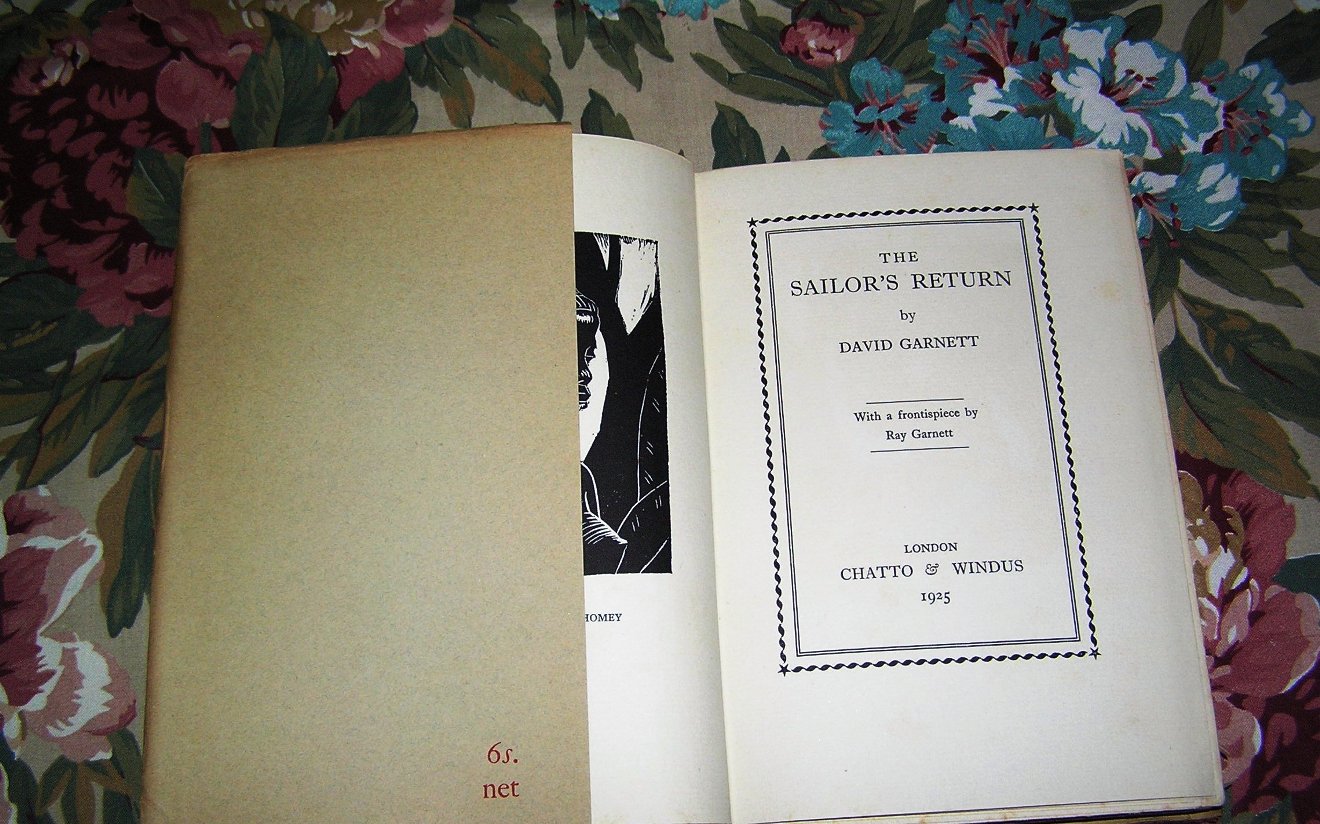 6s.
net
HOMEY
THE
SAILOR'S RETURN
by
DAVID GARNETT
With a frontispiece by
Ray Garnett
LONDON
CHATTO & WINDUS
1925